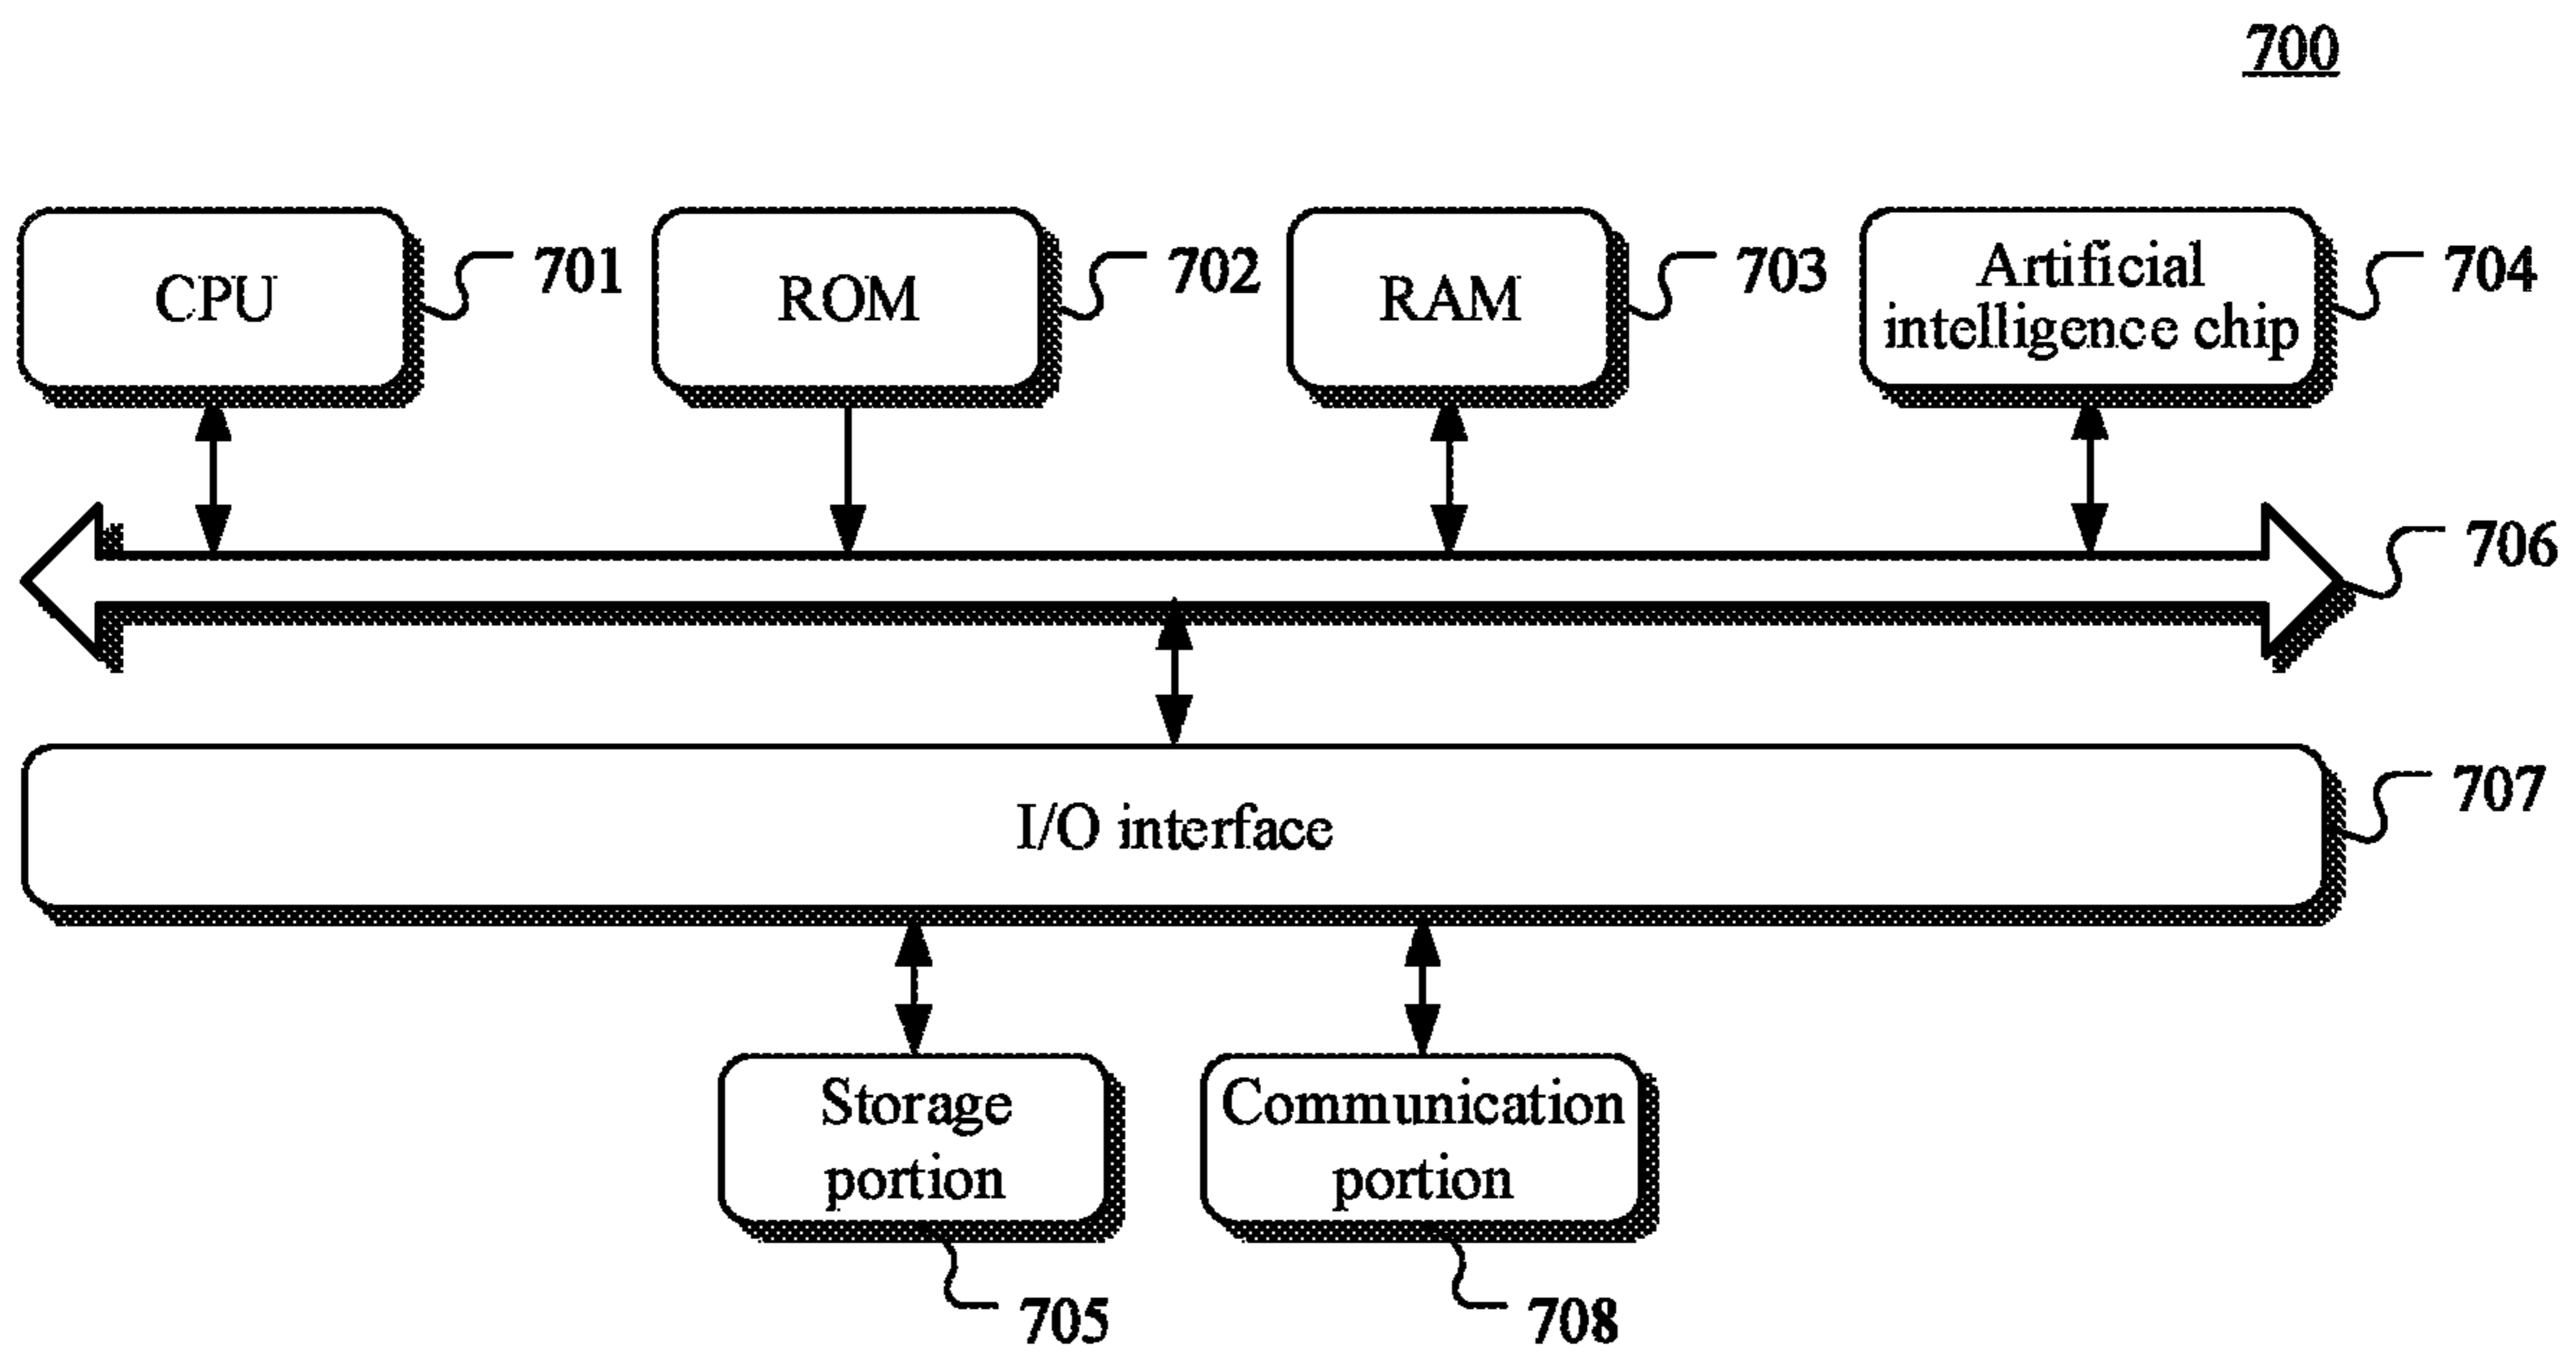 700
CPU
701
ROM
702
RAM
703
Artificial
intelligence chip
704
706
I/O interface
707
Storage
portion
705
Communication
portion
708